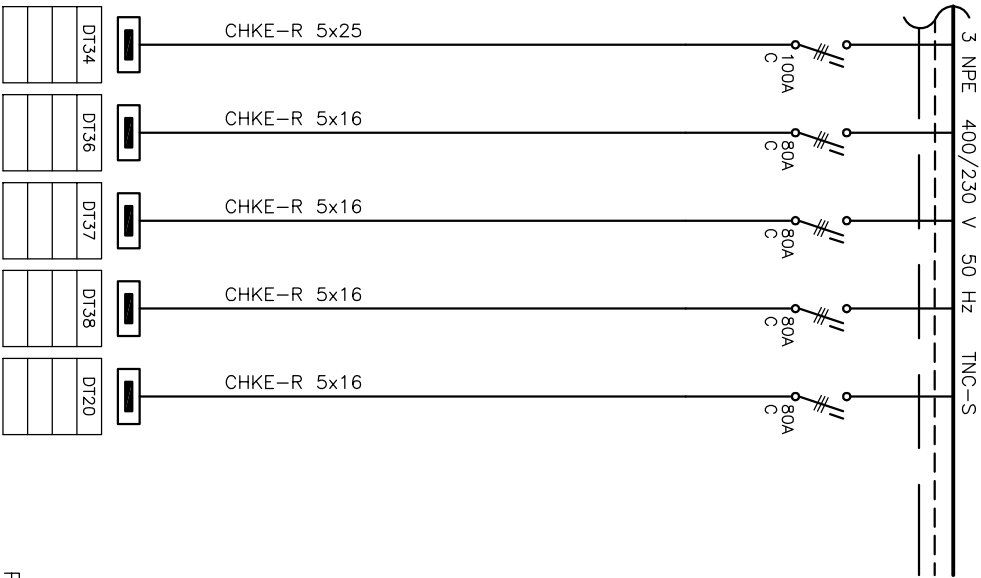 3 NPE 400/230 V 50 Hz TNC-S
DT34
CHKE-R 5x25
100A
C
DT36
CHKE-R 5x16
80A
C
DT37
CHKE-R 5x16
80A
C
DT38
CHKE-R 5x16
80A
C
DT20
CHKE-R 5x16
80A
C